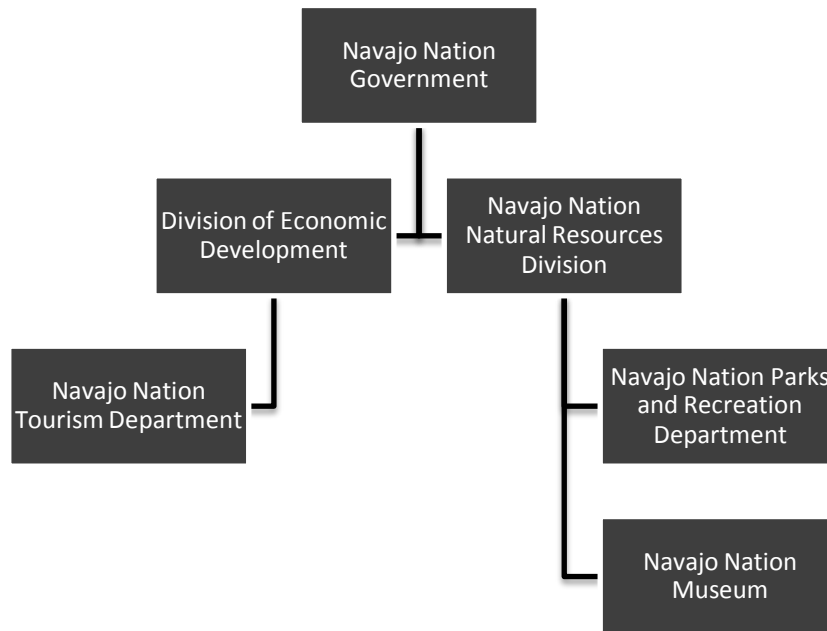 Navajo Nation
Government
Division of Economic
Development
Navajo Nation
Natural Resources
Division
Navajo Nation
Tourism Department
Navajo Nation Parks
and Recreation
Department
Navajo Nation
Museum